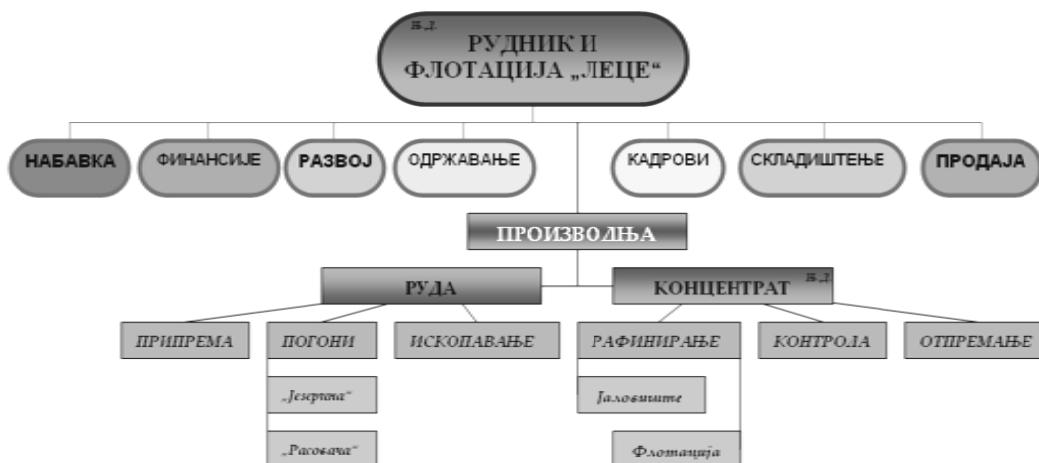 Њ.Д.
РУДНИК И
ФЛОТАЦИЈА „ЛЕЦЕ“
НАБАВКА
ФИНАНСИЈЕ
РАЗВОЈ
ОДРЖАВАЊЕ
КАДРОВИ
СКЛАДИШТЕЊЕ
ПРОДАЈА
ПРОИЗВОДЊА
РУДА
КОНЦЕНТРАТ
Њ.Д.
ПРИПРЕМА
ПОГОНИ
ИСКОПАВАЊЕ
РАФИНИРАЊЕ
КОНТРОЛА
ОТПРЕМАЊЕ
„Језерина“
Јаловиште
„Расовача“
Флотација